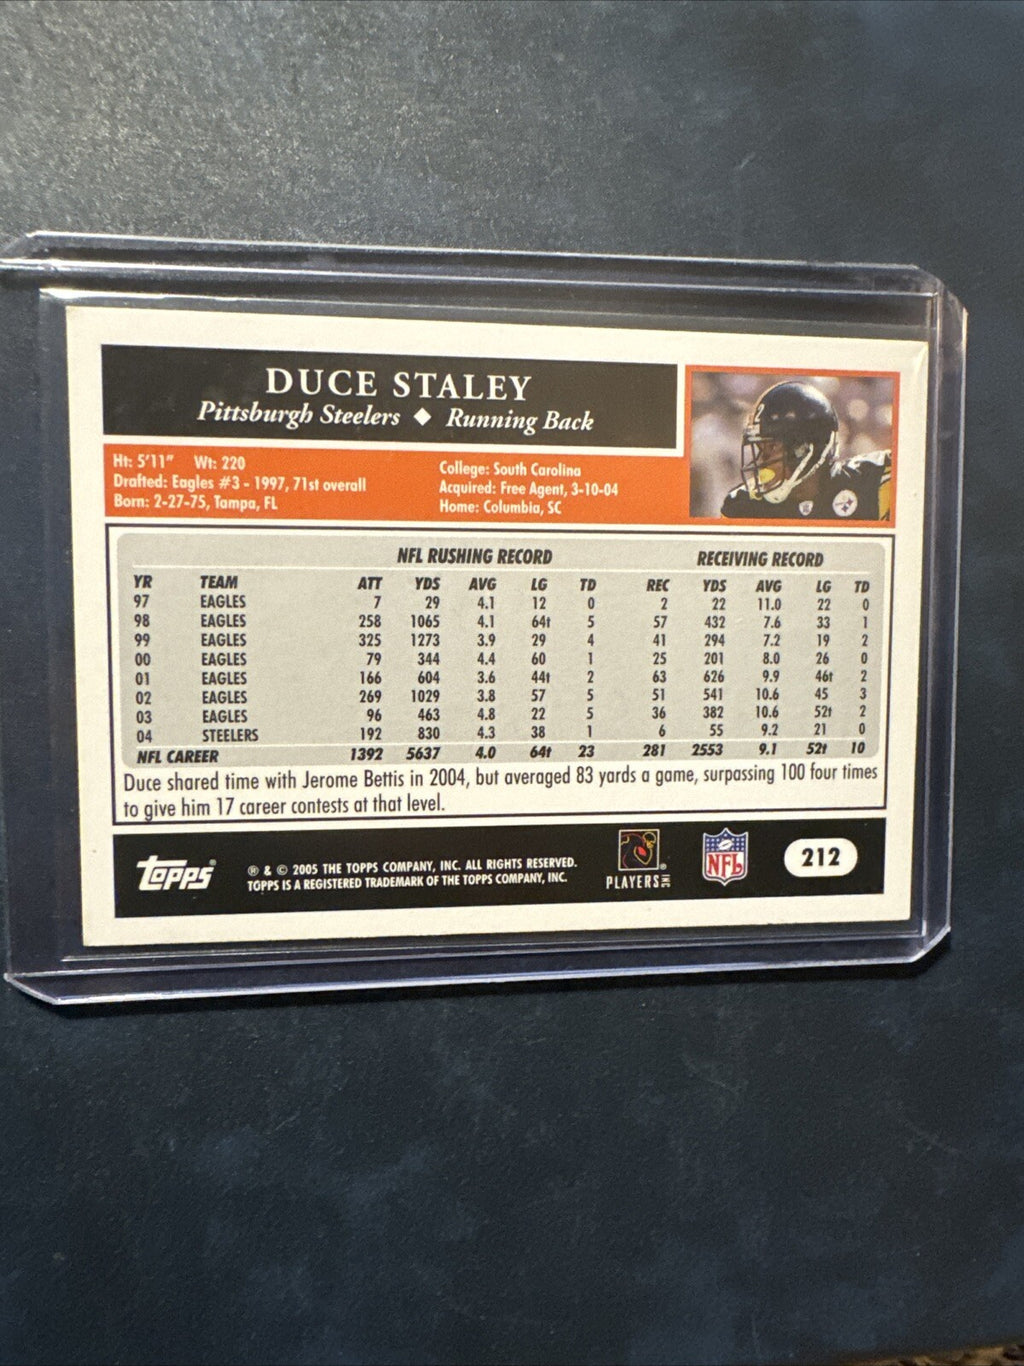 DUCE STALEY
Pittsburgh Steelers ◆ Running Back
Ht: 5'11" Wt: 220
Drafted: Eagles #3 - 1997, 71st overall
Born: 2-27-75, Tampa, FL
College: South Carolina
Acquired: Free Agent, 3-10-04
Home: Columbia, SC
2
NFL RUSHING RECORD RECEIVING RECORD
YR TEAM ATT YDS AVG LG TD REC YDS AVG LG TD
97 EAGLES 7 29 4.1 12 0 2 22 11.0 22 0
98 EAGLES 258 1065 4.1 64t 5 57 432 7.6 33 1
99 EAGLES 325 1273 3.9 29 4 41 294 7.2 19 2
00 EAGLES 79 344 4.4 60 1 25 201 8.0 26 0
01 EAGLES 166 604 3.6 44t 2 63 626 9.9 46t 2
02 EAGLES 269 1029 3.8 57 5 51 541 10.6 45 3
03 EAGLES 96 463 4.8 22 5 36 382 10.6 52t 2
04 STEELERS 192 830 4.3 38 1 6 55 9.2 21 0
NFL CAREER 1392 5637 4.0 64t 23 281 2553 9.1 52t 10
Duce shared time with Jerome Bettis in 2004, but averaged 83 yards a game, surpassing 100 four times
to give him 17 career contests at that level.
Topps®
® & © 2005 THE TOPPS COMPANY, INC. ALL RIGHTS RESERVED.
TOPPS IS A REGISTERED TRADEMARK OF THE TOPPS COMPANY, INC.
®
PLAYERS INC
NFL
212